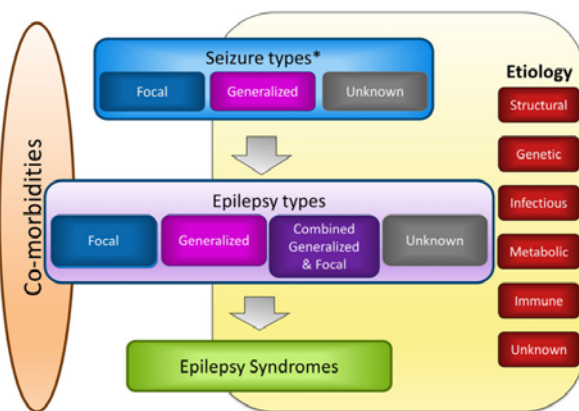 Co-morbidities
Seizure types*
Focal
Generalized
Unknown
Epilepsy types
Focal
Generalized
Combined
Generalized
& Focal
Unknown
Epilepsy Syndromes
Etiology
Structural
Genetic
Infectious
Metabolic
Immune
Unknown